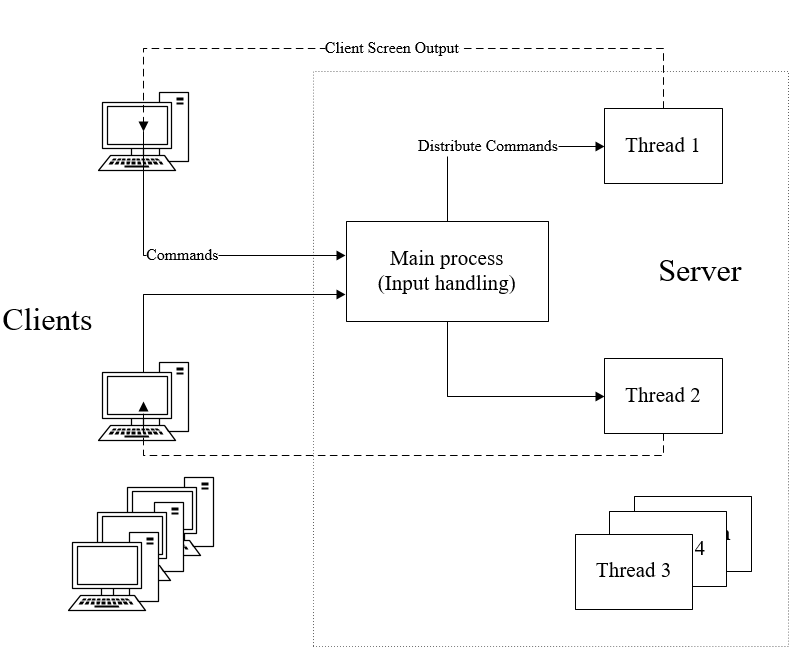 Client Screen Output
Distribute Commands
Thread 1
Commands
Main process
(Input handling)
Server
Clients
Thread 2
4
Thread 3